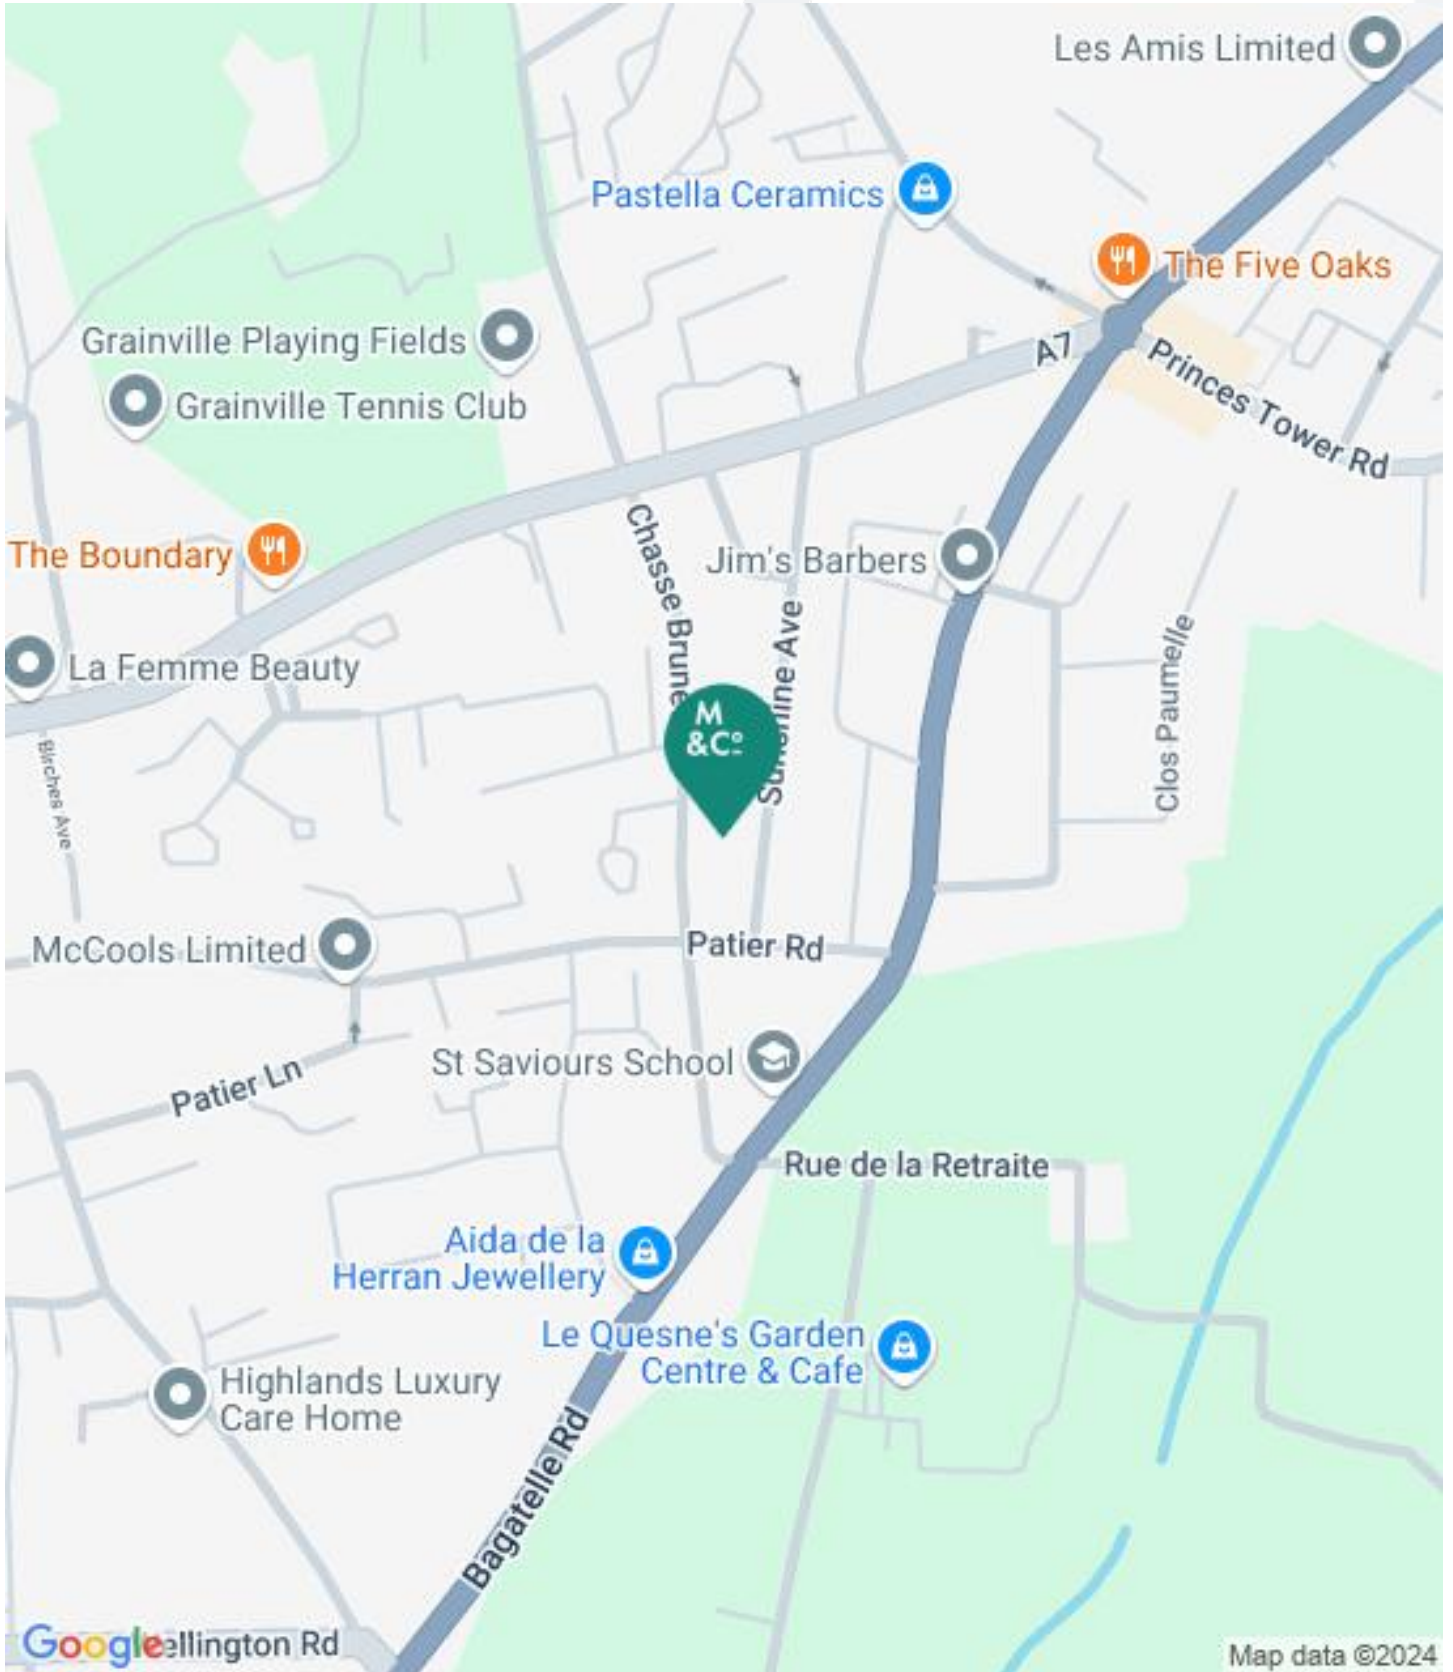 Les Amis Limited
Pastella Ceramics
The Five Oaks
Grainville Playing Fields
A7
Princes Tower Rd
Grainville Tennis Club
Chasse Brune
The Boundary
Jim's Barbers
Sunshine Ave
Clos Paumelle
La Femme Beauty
M
&Co
Birches Ave
McCools Limited
Patier Rd
St Saviours School
Patier Ln
Rue de la Retraite
Aida de la
Herran Jewellery
Le Quesne's Garden
Centre & Cafe
Highlands Luxury
Care Home
Bagatelle Rd
Google
ellington Rd
Map data ©2024